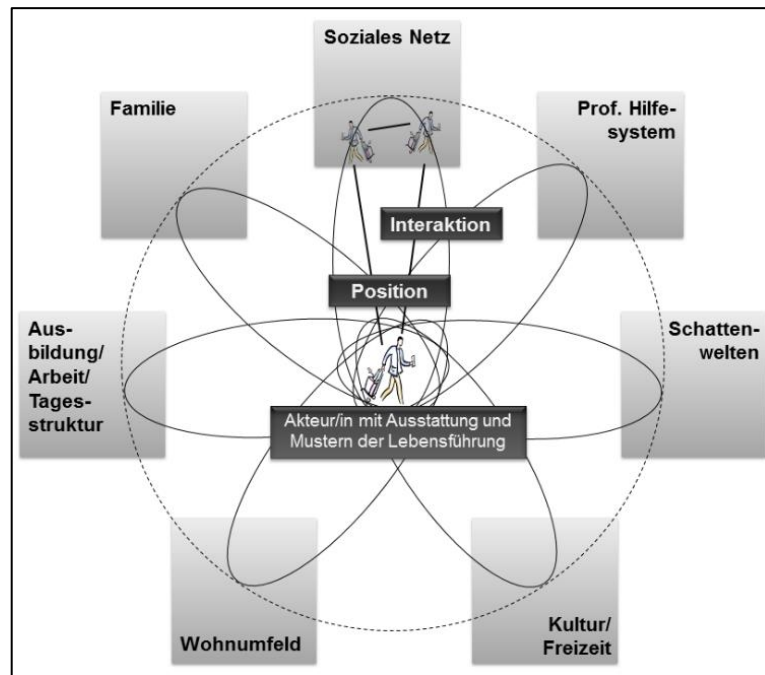 Soziales Netz
Familie
Prof. Hilfe-
system
Interaktion
Position
Aus-
bildung/
Arbeit/
Tages-
struktur
Schatten-
welten
Akteur/in mit Ausstattung und
Mustern der Lebensführung
Wohnumfeld
Kultur/
Freizeit